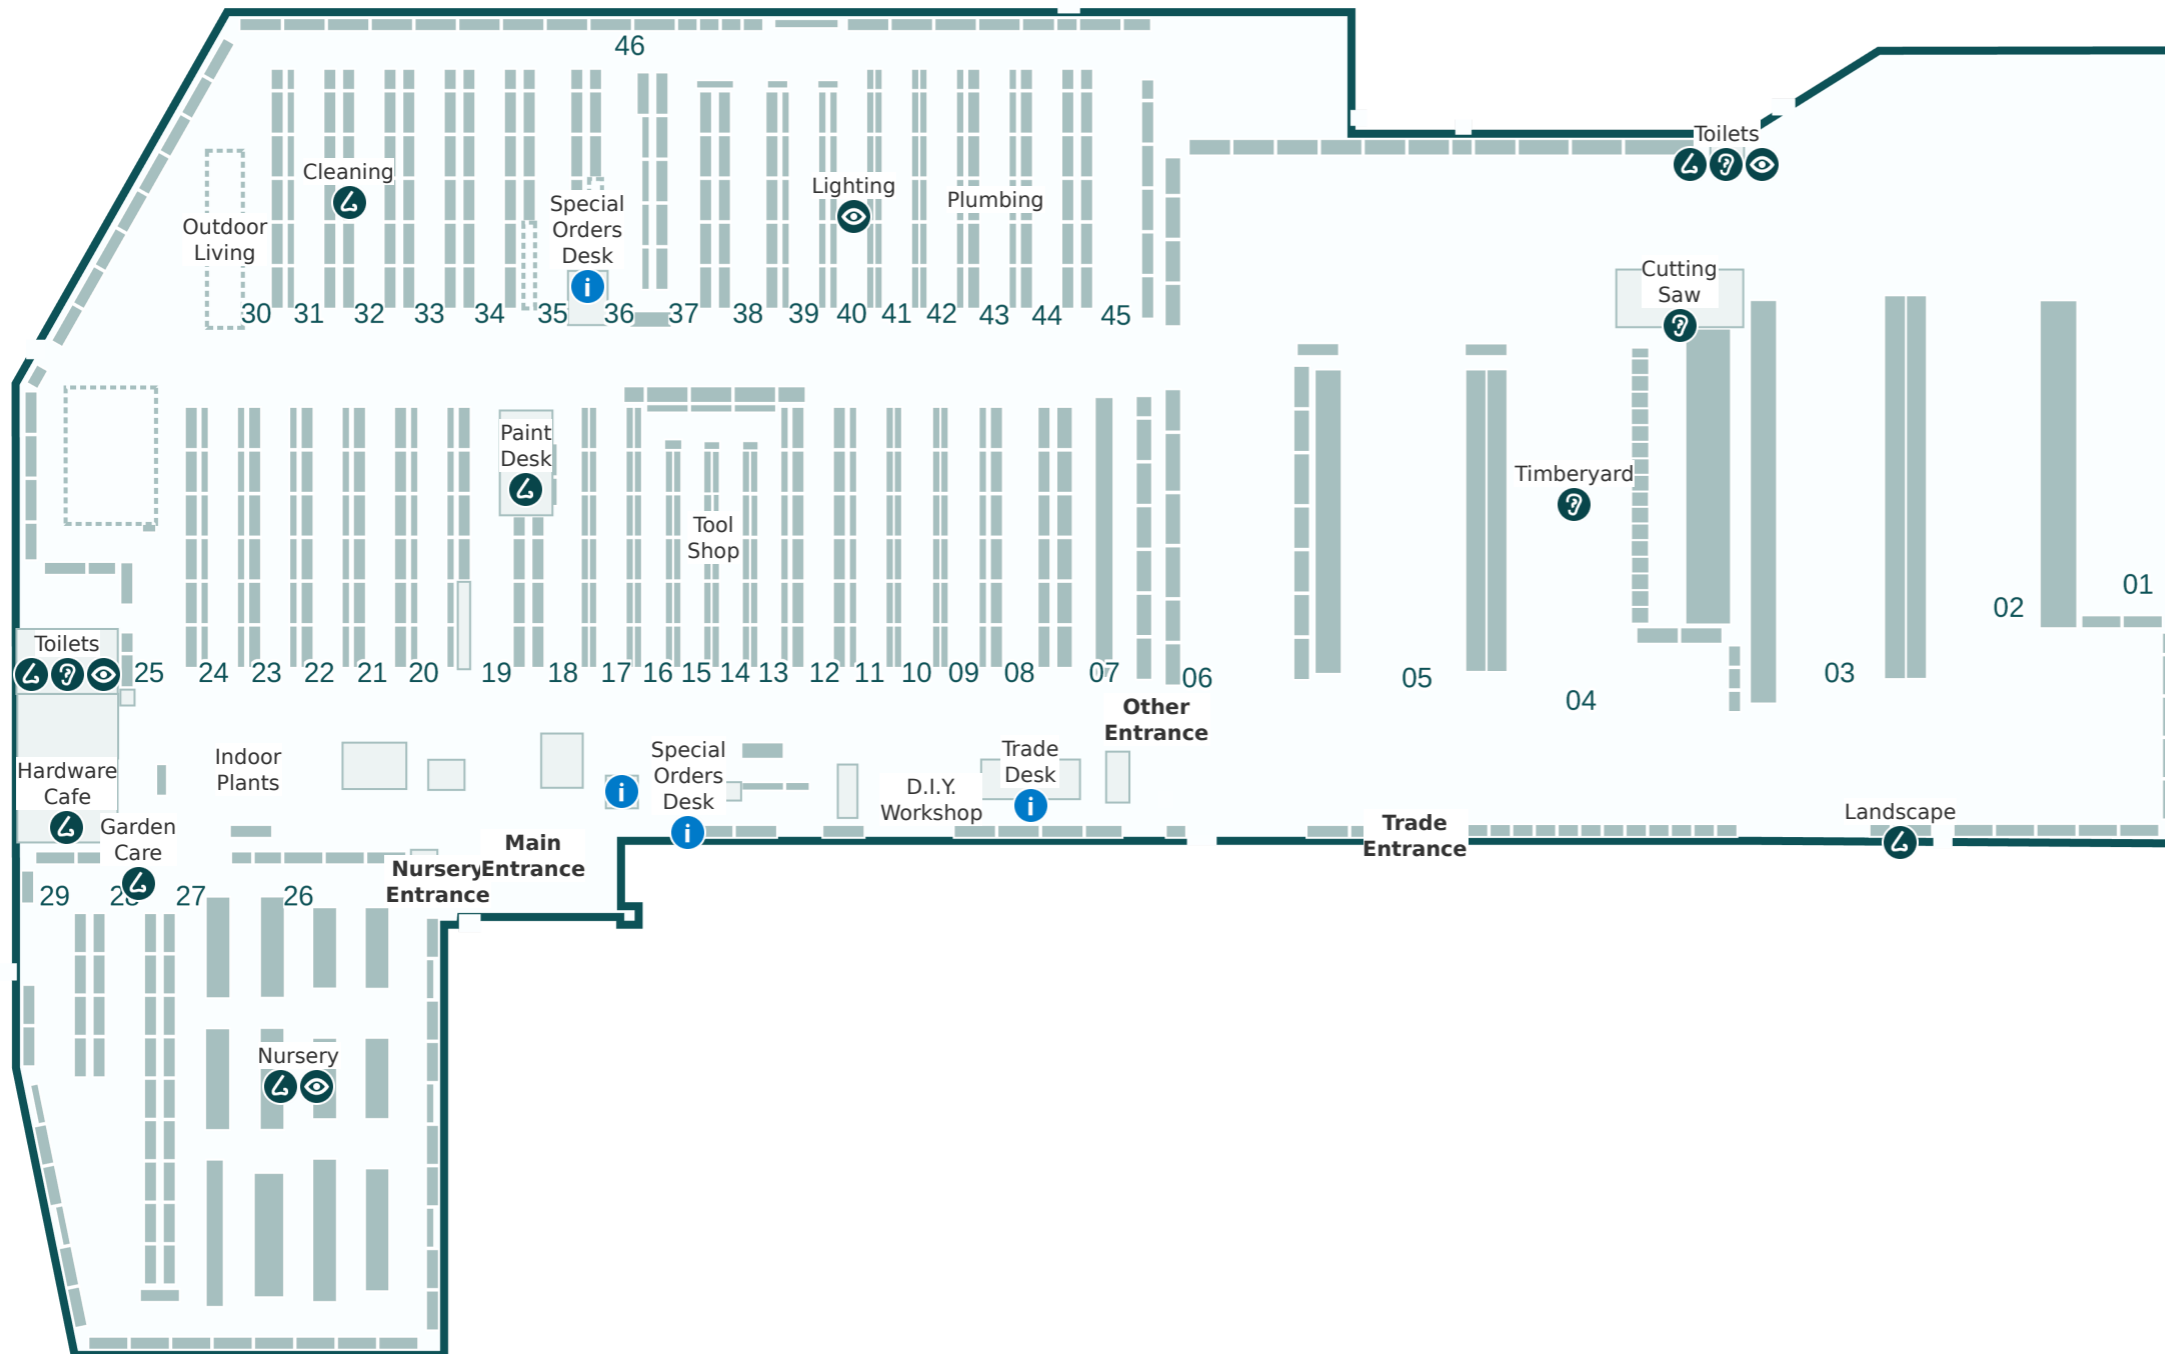 46
Cleaning
Outdoor
Living
Special
Orders
Desk
i
Lighting
Plumbing
Toilets
Cutting
Saw
30 31 32 33 34 35 36 37 38 39 40 41 42 43 44 45
Paint
Desk
Tool
Shop
Timberyard
01
02
Toilets
25 24 23 22 21 20 19 18 17 16 15 14 13 12 11 10 09 08 07 06 05 04 03
Other
Entrance
Indoor
Plants
Special
Orders
Desk
i
i
Trade
Desk
i
D.I.Y.
Workshop
Hardware
Cafe
Garden
Care
Main
Entrance
Nursery
Entrance
Trade
Entrance
Landscape
29 28 27 26
Nursery